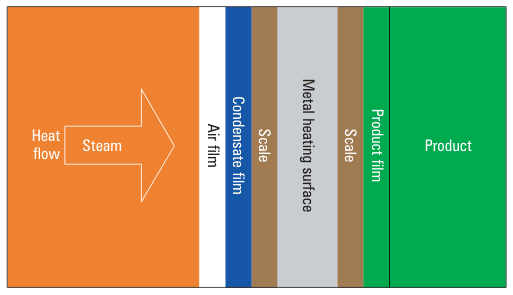 Heat
flow
Steam
Air film
Condensate film
Scale
Metal heating surface
Scale
Product film
Product